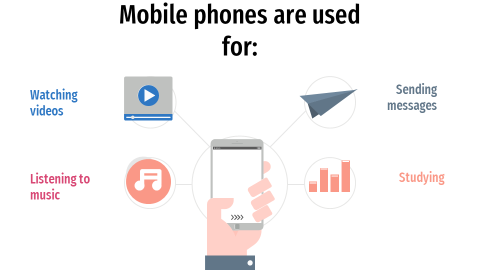 Mobile phones are used
for:
Watching
videos
Sending
messages
Listening to
music
Studying